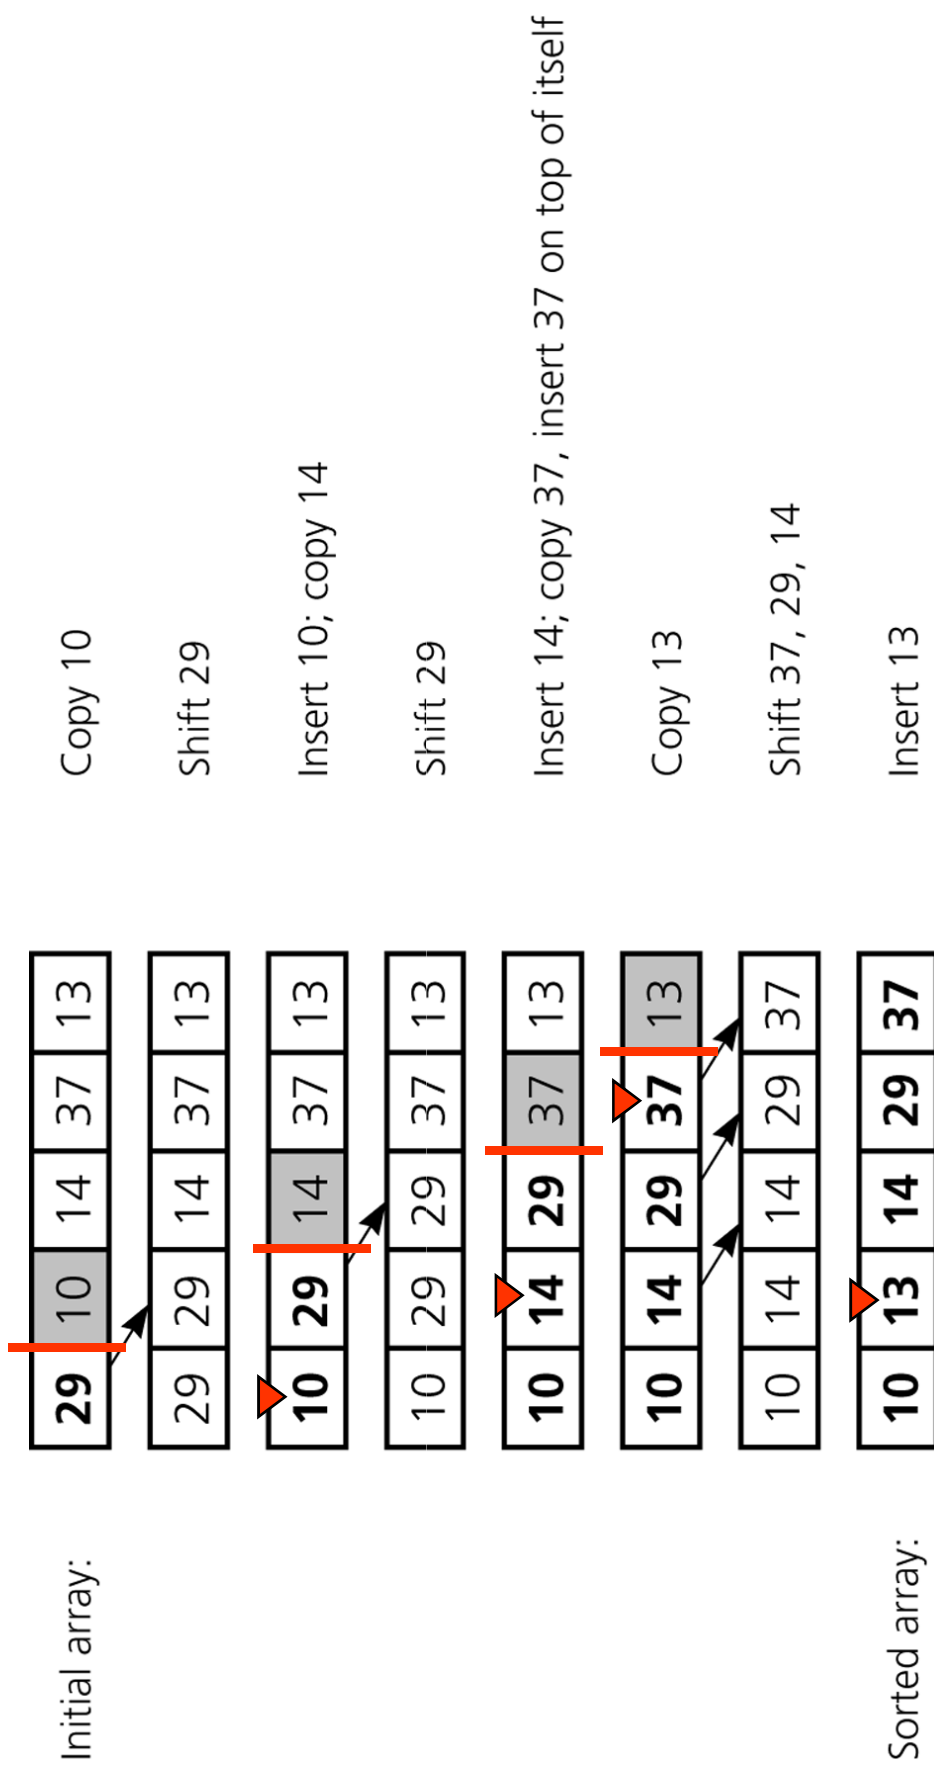 Initial array: 29 10 14 37 13 Copy 10
29 29 14 37 13 Shift 29
10 29 14 37 13 Insert 10; copy 14
10 29 29 37 13 Shift 29
10 14 29 37 13 Insert 14; copy 37, insert 37 on top of itself
10 14 29 37 13 Copy 13
10 14 14 29 37 Shift 37, 29, 14
Sorted array: 10 13 14 29 37 Insert 13